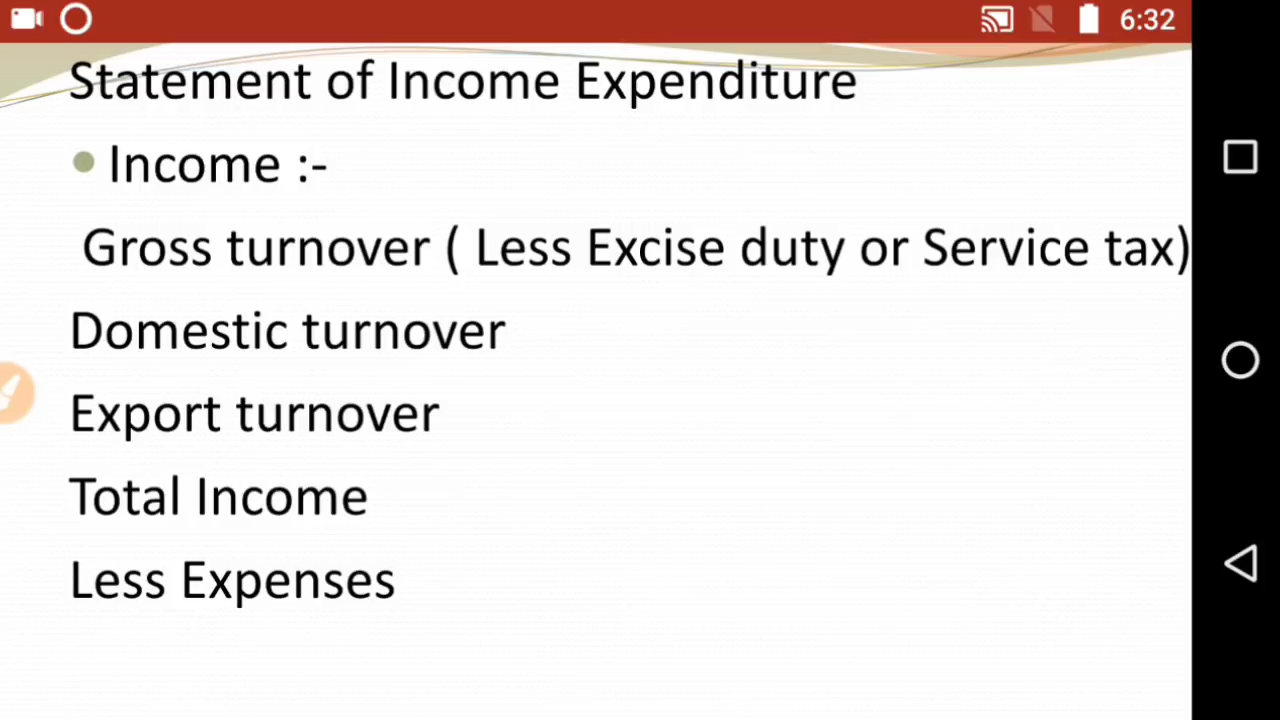 6:32
Statement of Income Expenditure
Income :-
Gross turnover ( Less Excise duty or Service tax)
Domestic turnover
Export turnover
Total Income
Less Expenses